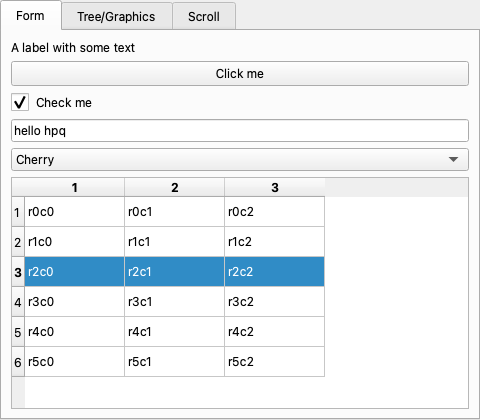 Form Tree/Graphics Scroll
A label with some text
Click me
Check me
hello hpq
Cherry
1 2 3
1 r0c0 r0c1 r0c2
2 r1c0 r1c1 r1c2
3 r2c0 r2c1 r2c2
4 r3c0 r3c1 r3c2
5 r4c0 r4c1 r4c2
6 r5c0 r5c1 r5c2